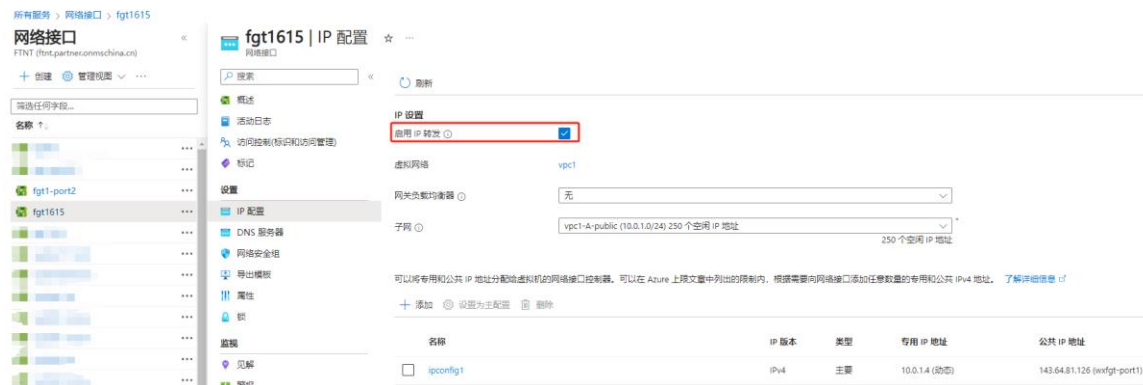 所有服务 > 网络接口 > fgt1615
网络接口
FTNT (ftnt.partner.onmschina.cn)
创建 管理视图 ...
筛选任何字段...
名称 ↑↓
fgt1-port2
fgt1615
fgt1615 | IP 配置
网络接口
搜索
概述
活动日志
访问控制(标识和访问管理)
标记
设置
IP 配置
DNS 服务器
网络安全组
导出模板
属性
锁
监视
见解
警报
刷新
IP 设置
启用 IP 转发
虚拟网络 vpc1
网关负载均衡器 无
子网 vpc1-A-public (10.0.1.0/24) 250 个空闲 IP 地址
250 个空闲 IP 地址
可以将专用和公共 IP 地址分配给虚拟机的网络接口控制器。可以在 Azure 上限文章中列出的限制内，根据需要向网络接口添加任意数量的专用和公共 IPv4 地址。 了解详细信息
添加 设置为主配置 删除
名称 IP 版本 类型 专用 IP 地址 公共 IP 地址
ipconfig1 IPv4 主要 10.0.1.4 (动态) 143.64.81.126 (wxfgt-port1)